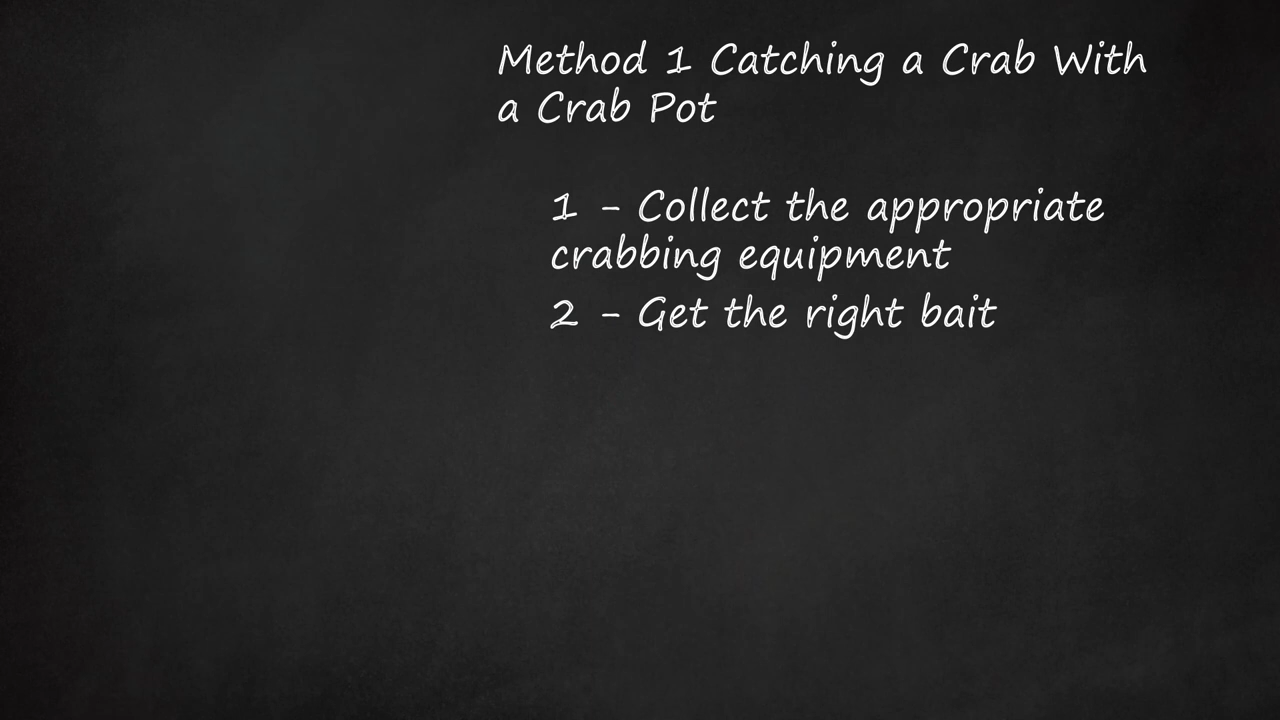 Method 1 Catching a Crab With
a Crab Pot
1 - Collect the appropriate
crabbing equipment
2 - Get the right bait